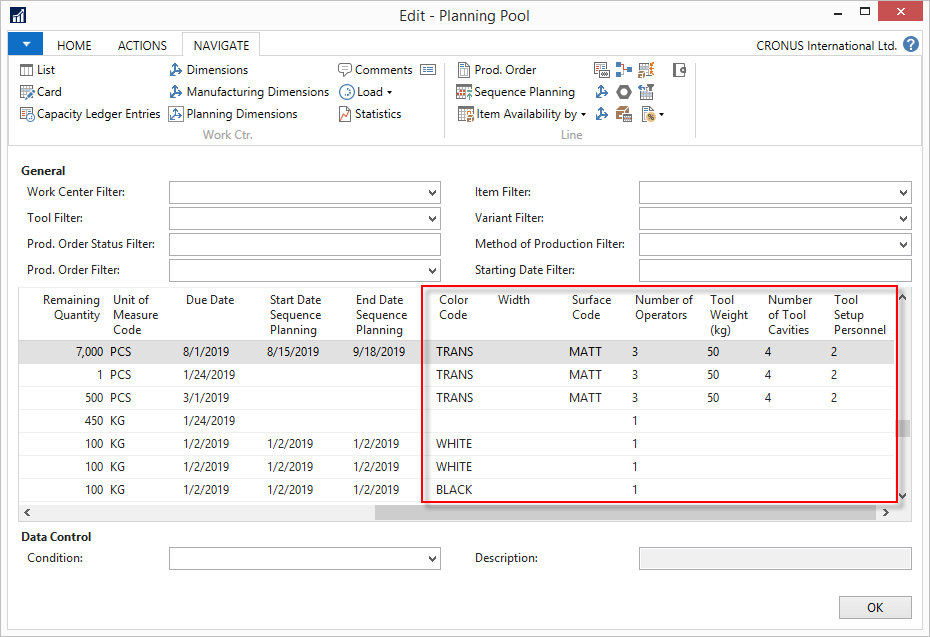 Edit - Planning Pool
HOME ACTIONS NAVIGATE CRONUS International Ltd. ?
List Dimensions Comments Prod. Order
Card Manufacturing Dimensions Load Sequence Planning
Capacity Ledger Entries Planning Dimensions Statistics Item Availability by
Work Ctr. Line
General
Work Center Filter: Item Filter:
Tool Filter: Variant Filter:
Prod. Order Status Filter: Method of Production Filter:
Prod. Order Filter: Starting Date Filter:
Remaining Unit of Due Date Start Date End Date Color Width Surface Number of Tool Number Tool
Quantity Measure Sequence Sequence Code Code Operators Weight of Tool Setup
Code Planning Planning (kg) Cavities Personnel
7,000 PCS 8/1/2019 8/15/2019 9/18/2019 TRANS MATT 3 50 4 2
1 PCS 1/24/2019 TRANS MATT 3 50 4 2
500 PCS 3/1/2019 TRANS MATT 3 50 4 2
450 KG 1/24/2019 1
100 KG 1/2/2019 1/2/2019 1/2/2019 WHITE 1
100 KG 1/2/2019 1/2/2019 1/2/2019 WHITE 1
100 KG 1/2/2019 1/2/2019 1/2/2019 BLACK 1
Data Control
Condition: Description:
OK